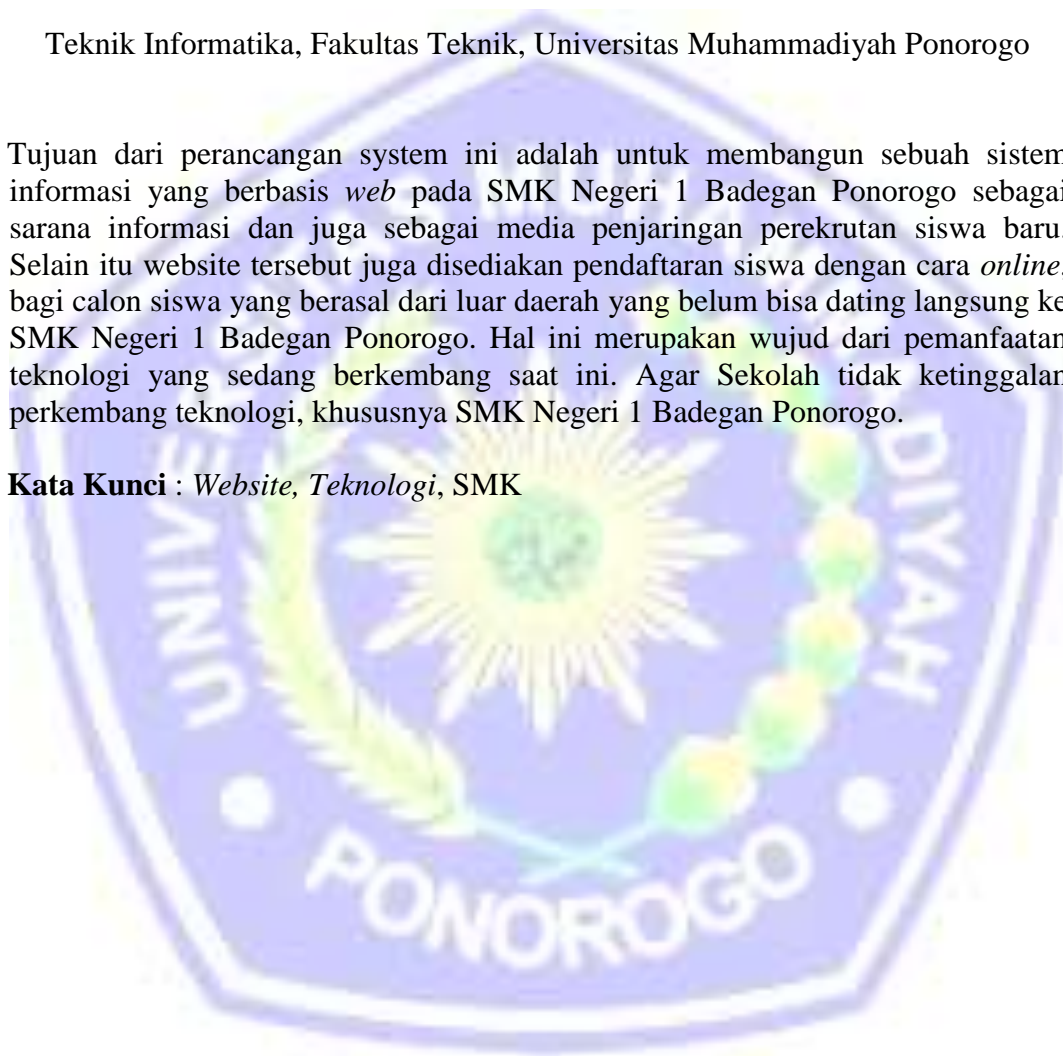 Teknik Informatika, Fakultas Teknik, Universitas Muhammadiyah Ponorogo
Tujuan dari perancangan system ini adalah untuk membangun sebuah sistem
informasi yang berbasis web pada SMK Negeri 1 Badegan Ponorogo sebagai
sarana informasi dan juga sebagai media penjaringan perekrutan siswa baru.
Selain itu website tersebut juga disediakan pendaftaran siswa dengan cara online.
bagi calon siswa yang berasal dari luar daerah yang belum bisa dating langsung ke
SMK Negeri 1 Badegan Ponorogo. Hal ini merupakan wujud dari pemanfaatan
teknologi yang sedang berkembang saat ini. Agar Sekolah tidak ketinggalan
perkembang teknologi, khususnya SMK Negeri 1 Badegan Ponorogo.
Kata Kunci : Website, Teknologi, SMK
PONOROGO